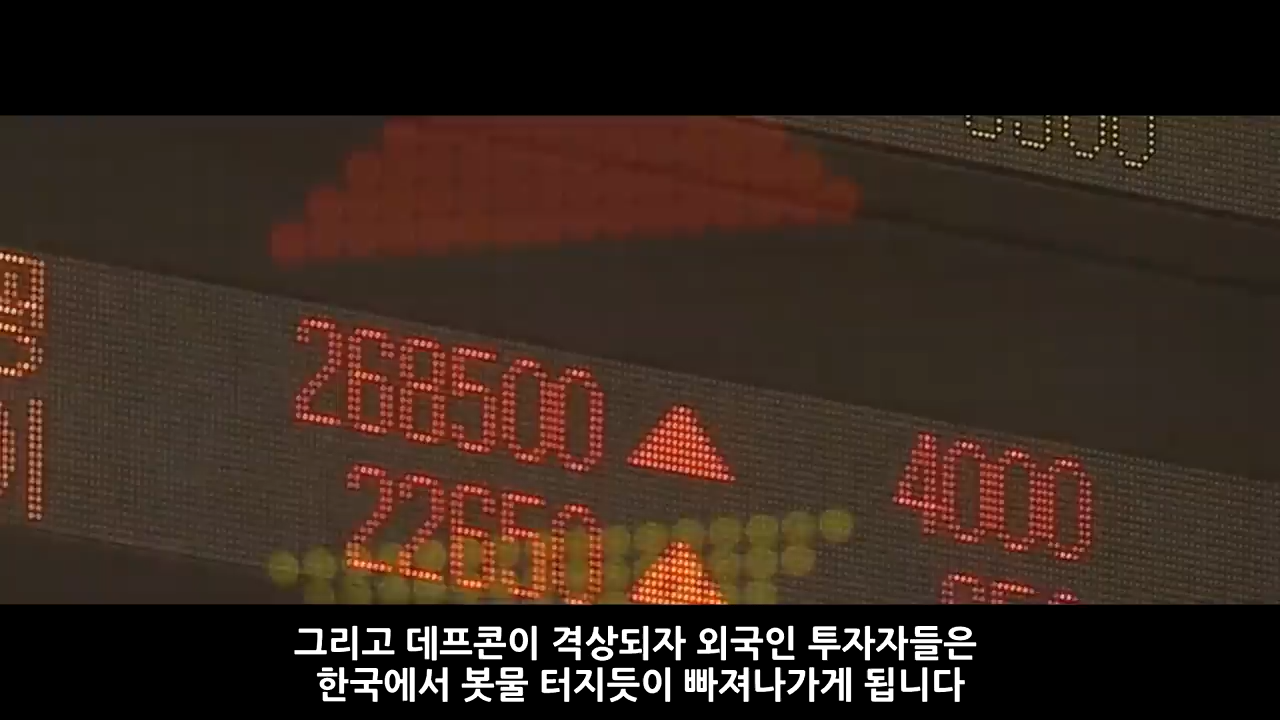 268500 ▲ 4000
22650 ▲
그리고 데프콘이 격상되자 외국인 투자자들은
한국에서 봇물 터지듯이 빠져나가게 됩니다